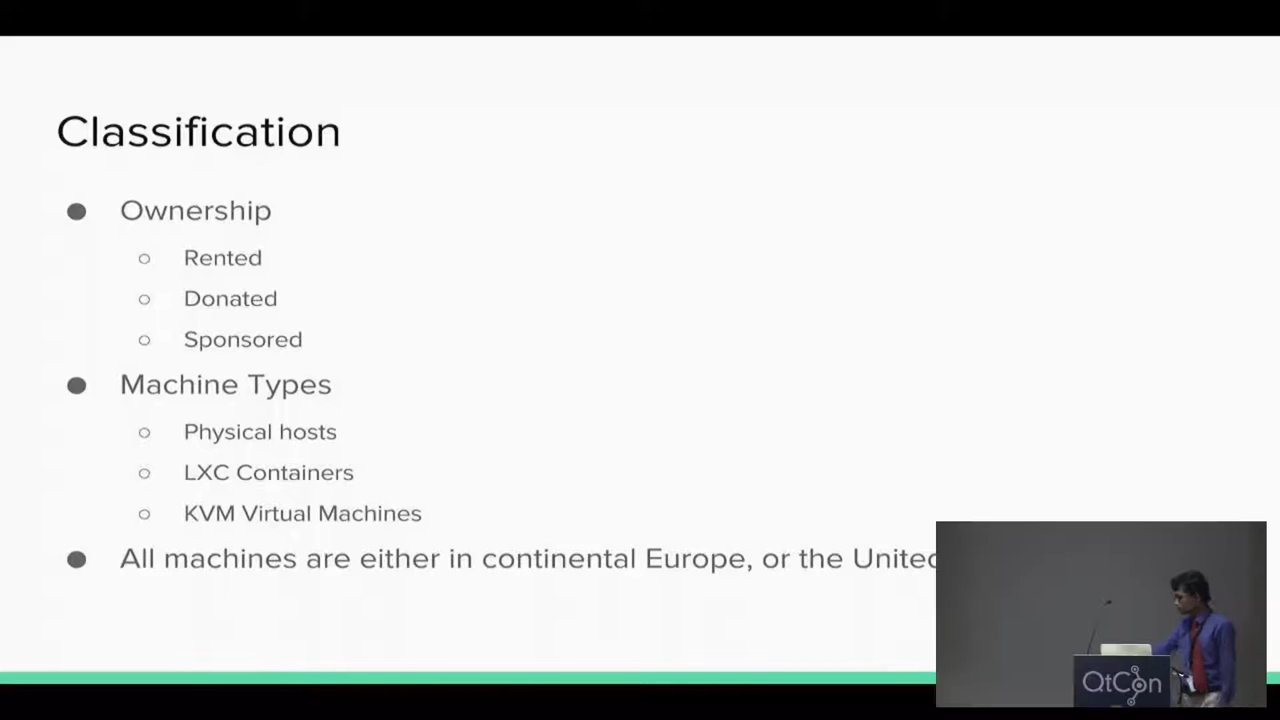 Classification
● Ownership
○ Rented
○ Donated
○ Sponsored
● Machine Types
○ Physical hosts
○ LXC Containers
○ KVM Virtual Machines
● All machines are either in continental Europe, or the United
QtCon